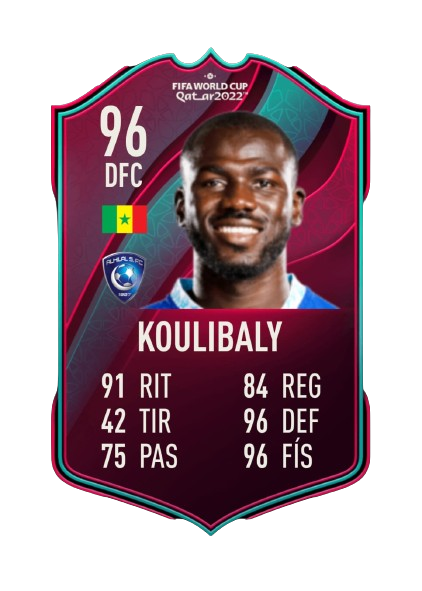 FIFA WORLD CUP
Qatar2022
96
DFC
KOULIBALY
91 RIT 84 REG
42 TIR 96 DEF
75 PAS 96 FÍS